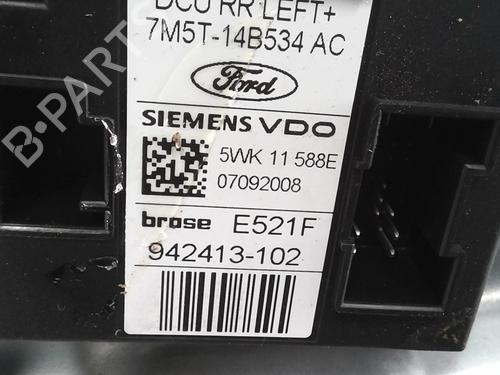 DCU RR LEFT+
7M5T-14B534 AC
Ford
SIEMENS VDO
5WK 11 588E
07092008
brose E521F
942413-102
B-PARTS